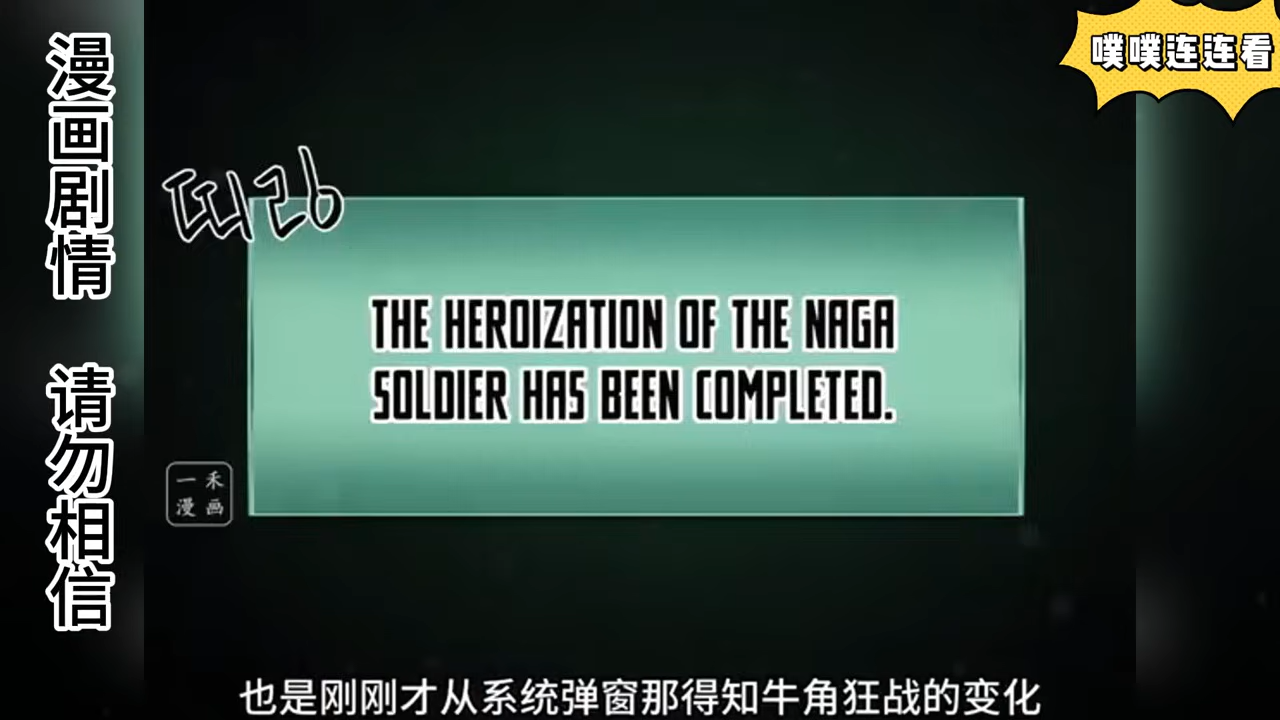 漫画剧情 请勿相信
噗噗连连看
띠링
THE HEROIZATION OF THE NAGA
SOLDIER HAS BEEN COMPLETED.
一禾
漫画
也是刚刚才从系统弹窗那得知牛角狂战的变化